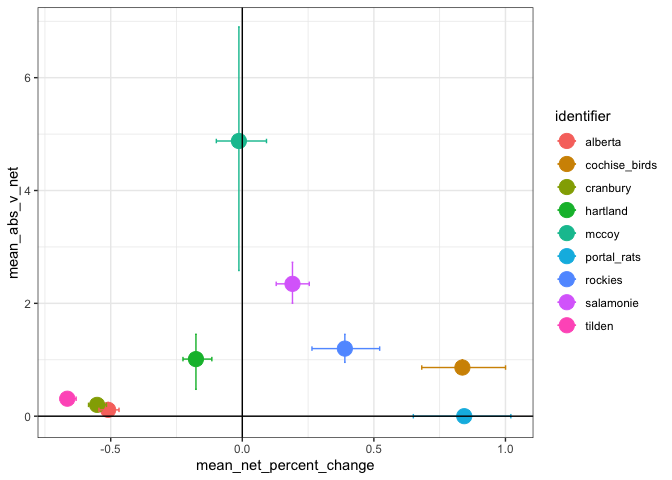 mean_abs_v_net
6
4
2
0
-0.5
0.0
0.5
1.0
mean_net_percent_change
identifier
alberta
cochise_birds
cranbury
hartland
mccoy
portal_rats
rockies
salamonie
tilden